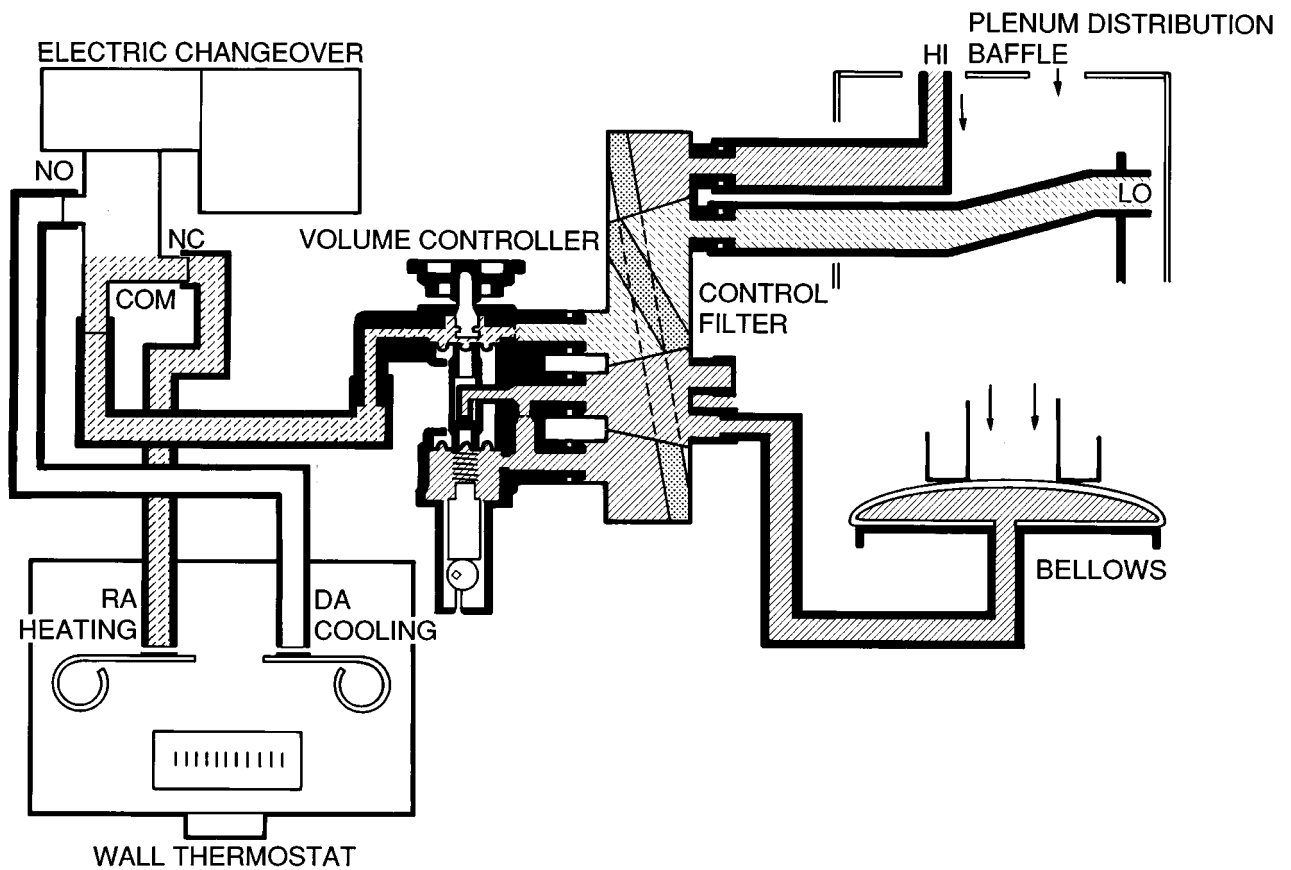 ELECTRIC CHANGEOVER
PLENUM DISTRIBUTION
HI BAFFLE
NO
LO
NC
VOLUME CONTROLLER
COM
CONTROL
FILTER
BELLOWS
RA
HEATING
DA
COOLING
WALL THERMOSTAT